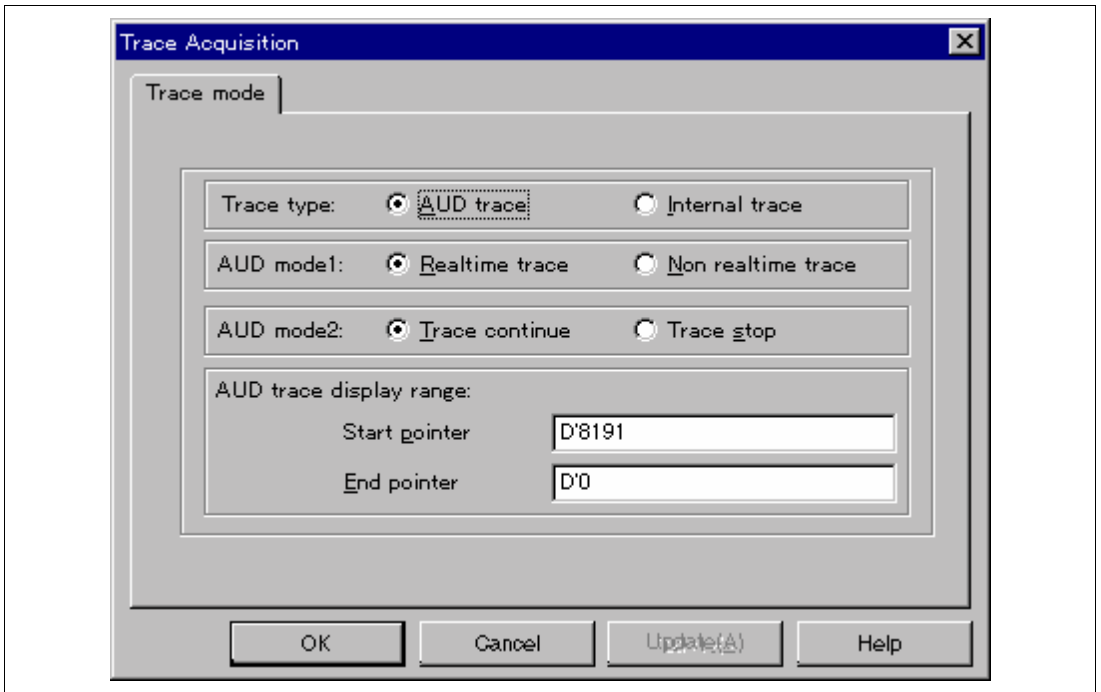 Trace Acquisition
Trace mode
Trace type: AUD trace Internal trace
AUD mode1: Realtime trace Non realtime trace
AUD mode2: Trace continue Trace stop
AUD trace display range:
Start pointer D'8191
End pointer D'0
OK Cancel Update(A) Help